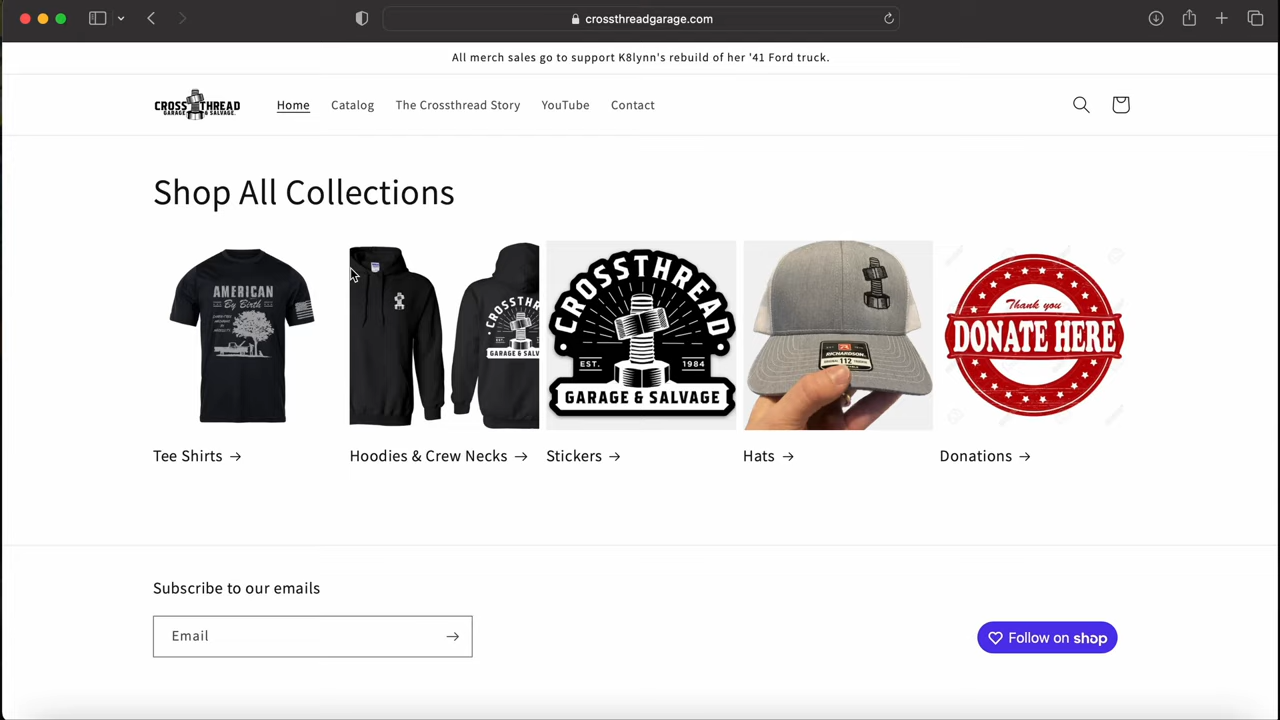 crossthreadgarage.com
All merch sales go to support K8lynn's rebuild of her '41 Ford truck.
CROSSTHREAD
GARAGE & SALVAGE.
Home
Catalog
The Crossthread Story
YouTube
Contact
Shop All Collections
AMERICAN
By Birth
CROSSTHREAD
EST. 1984
GARAGE & SALVAGE
RICHARDSON
112
Thank you
DONATE HERE
Tee Shirts →
Hoodies & Crew Necks →
Stickers →
Hats →
Donations →
Subscribe to our emails
Email
Follow on shop